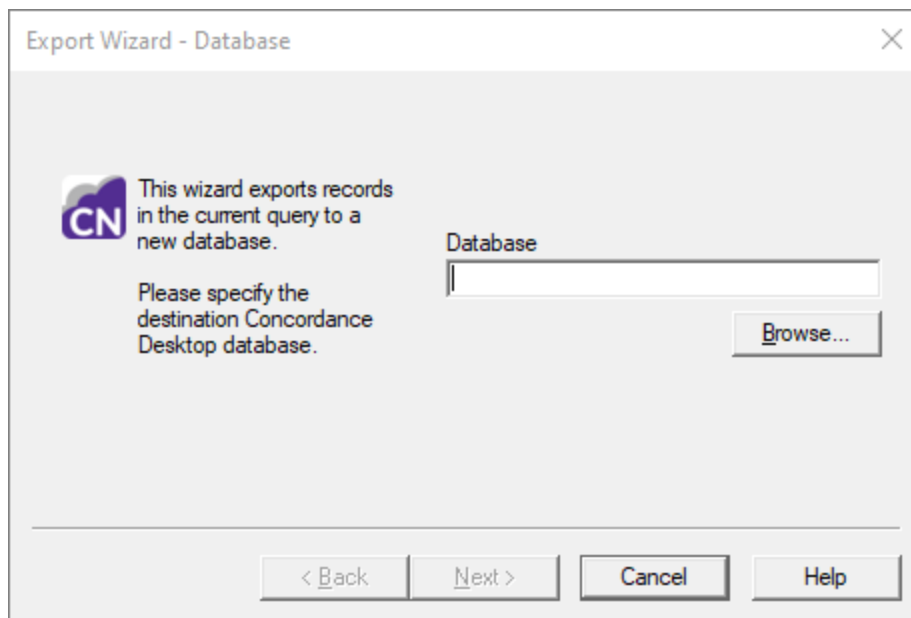 Export Wizard - Database
CN
This wizard exports records
in the current query to a
new database.
Please specify the
destination Concordance
Desktop database.
Database
Browse...
< Back
Next >
Cancel
Help